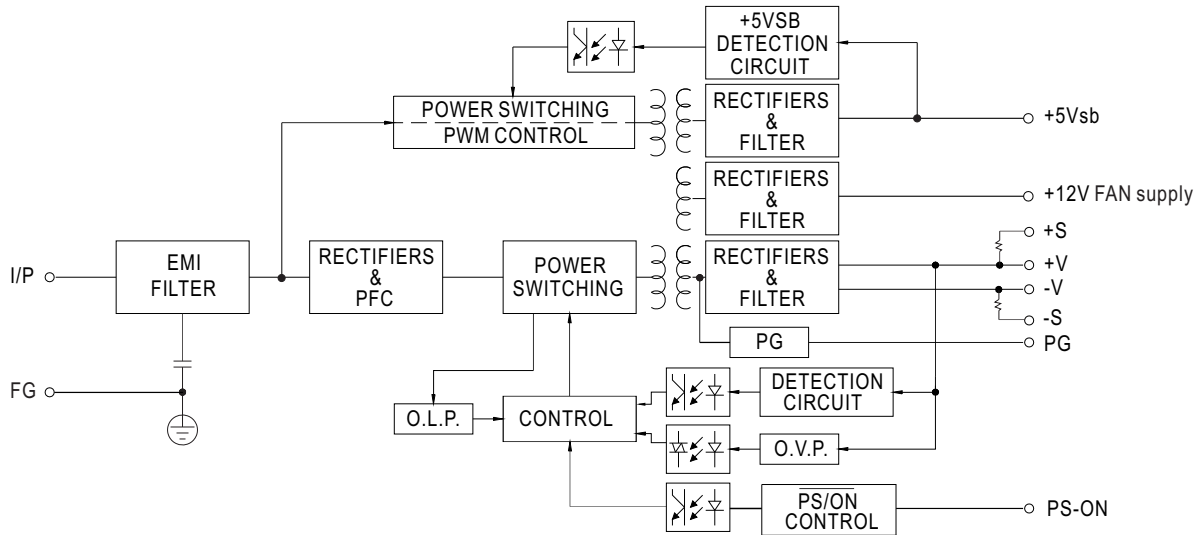 +5VSB
DETECTION
CIRCUIT
POWER SWITCHING
PWM CONTROL
RECTIFIERS
&
FILTER
+5Vsb
RECTIFIERS
&
FILTER
+12V FAN supply
I/P
EMI
FILTER
RECTIFIERS
&
PFC
POWER
SWITCHING
RECTIFIERS
&
FILTER
+S
+V
-V
-S
PG
PG
FG
O.L.P.
CONTROL
DETECTION
CIRCUIT
O.V.P.
PS/ON
CONTROL
PS-ON